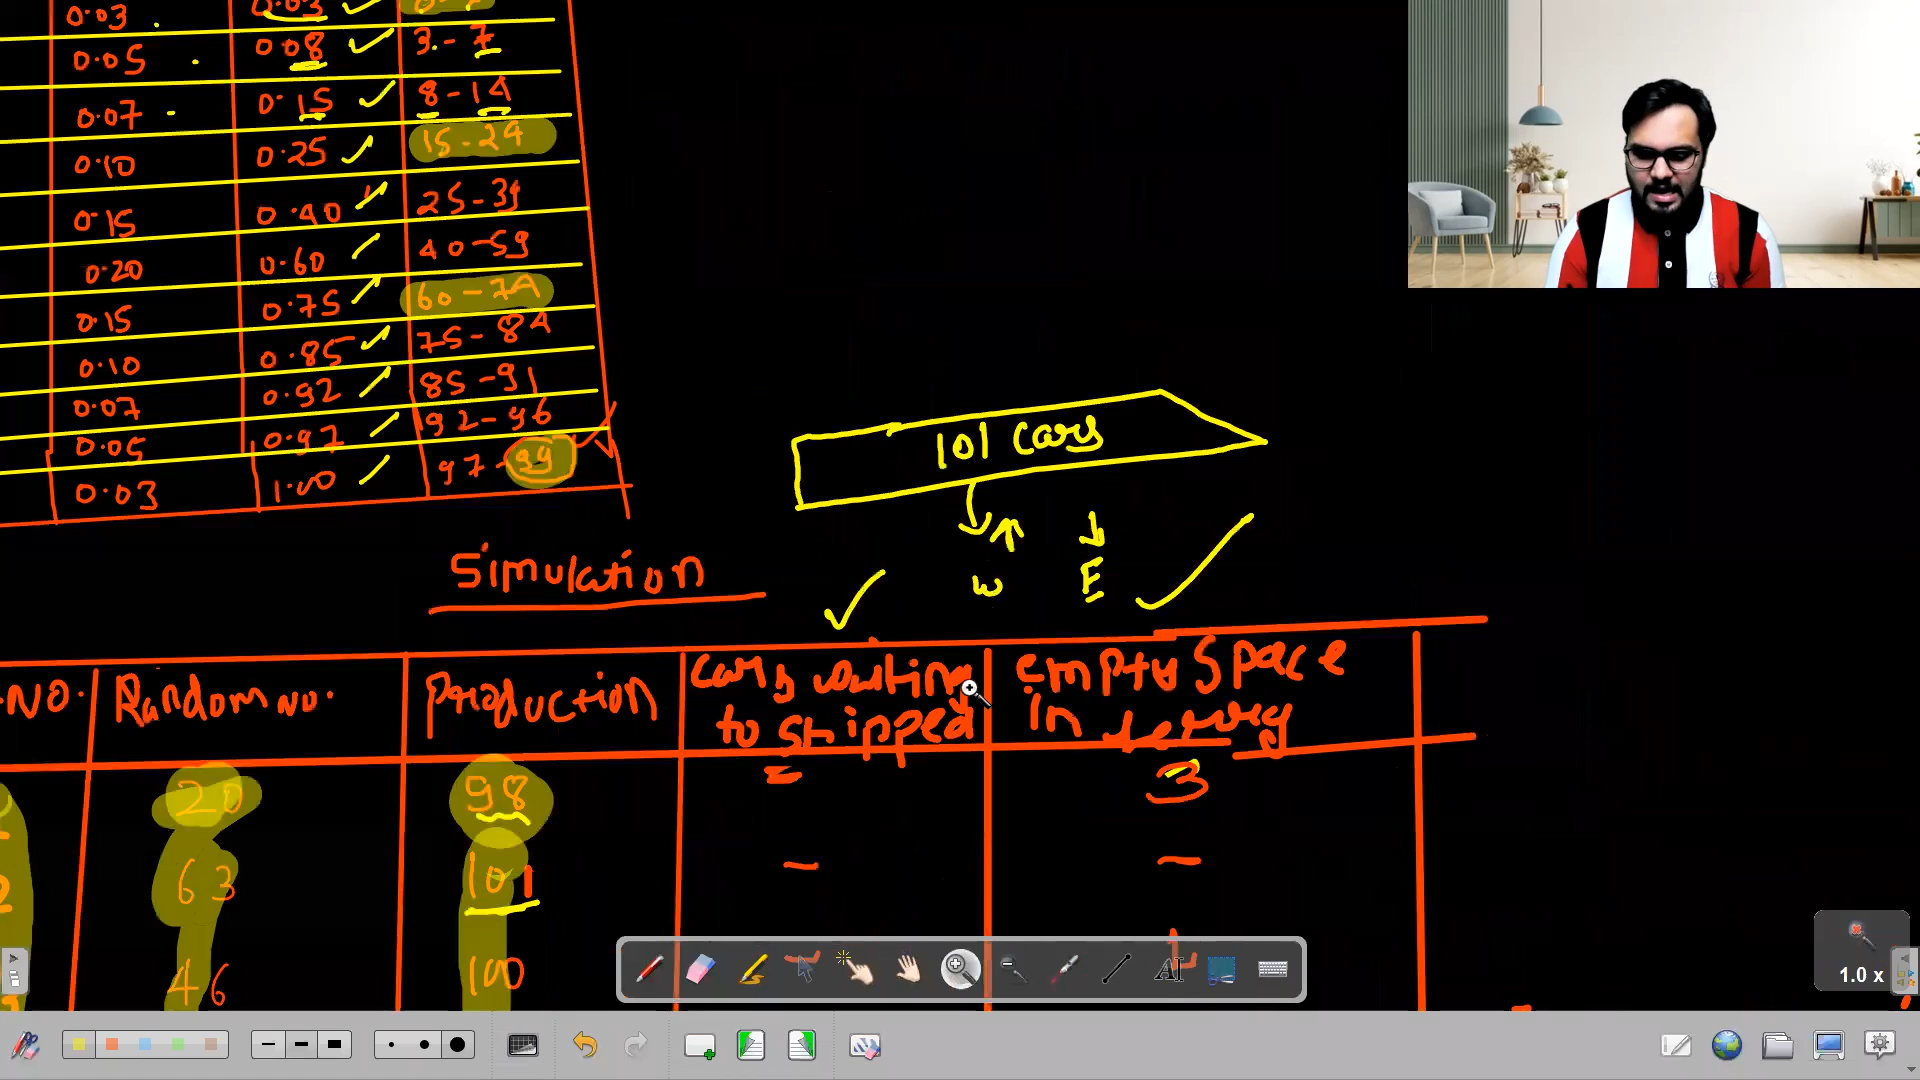 0.03 0.03
0.05 0.08 3-7
0.07 0.15 8-14
0.10 0.25 15-24
0.15 0.40 25-39
0.20 0.60 40-59
0.15 0.75 60-74
0.10 0.85 75-84
0.07 0.92 85-91
0.05 0.97 92-96
0.03 1.00 97-99
101 Cars
W E
Simulation
.NO. Random NO. Production Cars waiting to shipped empty space in ferry
20 98 - 3
63 101 - -
46 100
1.0 x